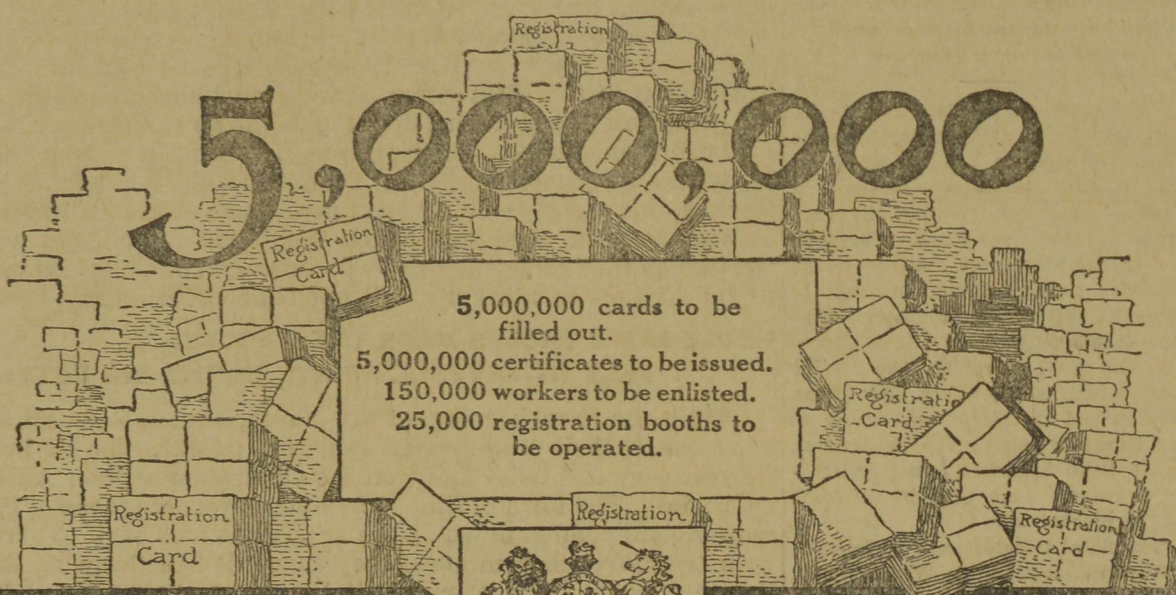 Registration
5,000,000
Registration
Card
5,000,000 cards to be
filled out.
5,000,000 certificates to be issued.
150,000 workers to be enlisted.
25,000 registration booths to
be operated.
Registratio
Card
Registration
Card
Registration
Registration
Card